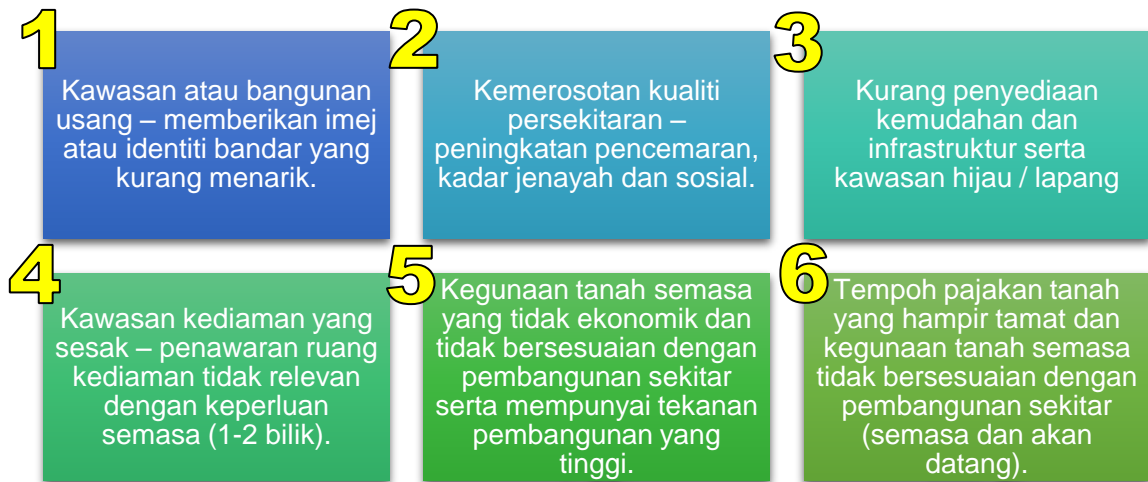 1
Kawasan atau bangunan
usang – memberikan imej
atau identiti bandar yang
kurang menarik.
2
Kemerosotan kualiti
persekitaran –
peningkatan pencemaran,
kadar jenayah dan sosial.
3
Kurang penyediaan
kemudahan dan
infrastruktur serta
kawasan hijau / lapang
4
Kawasan kediaman yang
sesak – penawaran ruang
kediaman tidak relevan
dengan keperluan
semasa (1-2 bilik).
5
Kegunaan tanah semasa
yang tidak ekonomik dan
tidak bersesuaian dengan
pembangunan sekitar
serta mempunyai tekanan
pembangunan yang
tinggi.
6
Tempoh pajakan tanah
yang hampir tamat dan
kegunaan tanah semasa
tidak bersesuaian dengan
pembangunan sekitar
(semasa dan akan
datang).